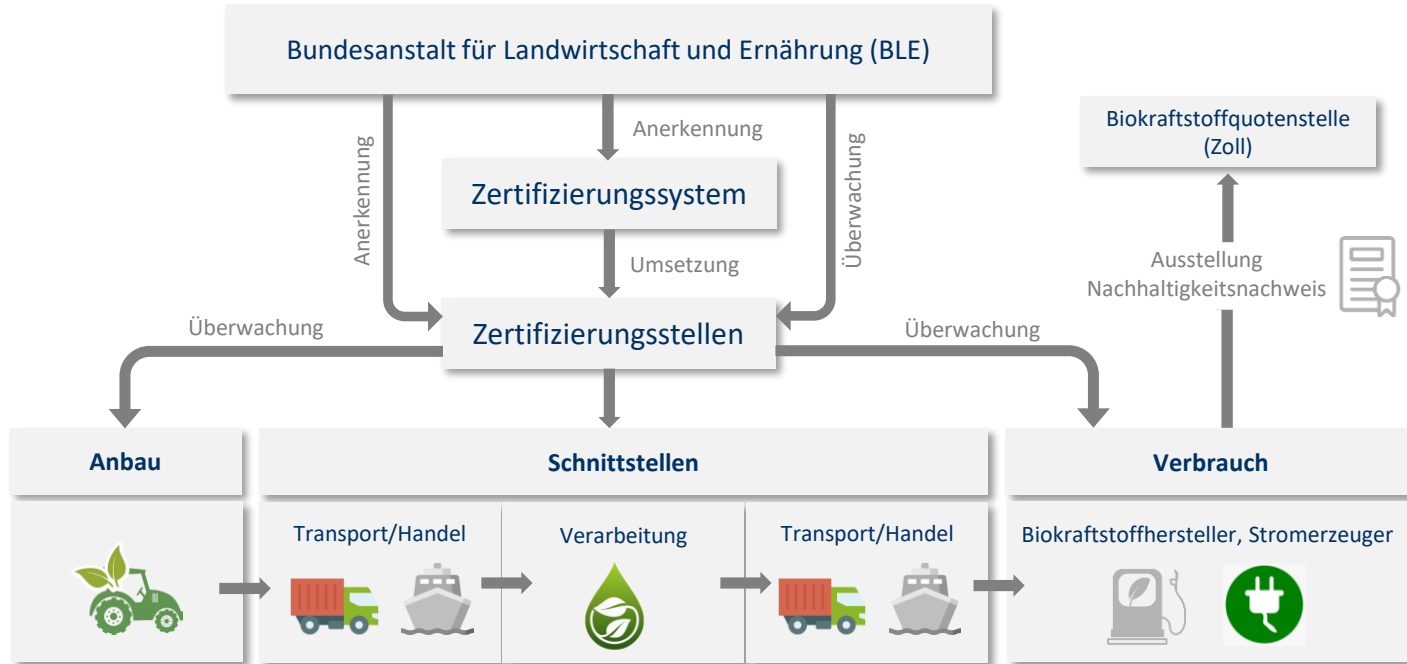 Bundesanstalt für Landwirtschaft und Ernährung (BLE)
Anerkennung
Anerkennung
Überwachung
Biokraftstoffquotenstelle
(Zoll)
Zertifizierungssystem
Umsetzung
Ausstellung
Nachhaltigkeitsnachweis
Überwachung
Zertifizierungsstellen
Überwachung
Anbau
Schnittstellen
Verbrauch
Transport/Handel
Verarbeitung
Transport/Handel
Biokraftstoffhersteller, Stromerzeuger